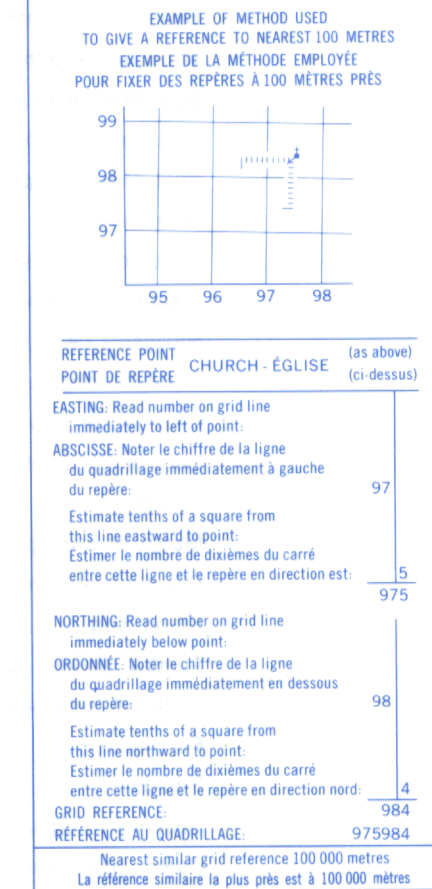 EXAMPLE OF METHOD USED
TO GIVE A REFERENCE TO NEAREST 100 METRES
EXEMPLE DE LA MÉTHODE EMPLOYÉE
POUR FIXER DES REPÈRES À 100 MÈTRES PRÈS
99
98
97
95 96 97 98
REFERENCE POINT
POINT DE REPÈRE
CHURCH - ÉGLISE
(as above)
(ci-dessus)
EASTING: Read number on grid line
immediately to left of point:
ABSCISSE: Noter le chiffre de la ligne
du quadrillage immédiatement à gauche
du repère: 97
Estimate tenths of a square from
this line eastward to point:
Estimer le nombre de dixièmes du carré
entre cette ligne et le repère en direction est: 5
975
NORTHING: Read number on grid line
immediately below point:
ORDONNÉE: Noter le chiffre de la ligne
du quadrillage immédiatement en dessous
du repère: 98
Estimate tenths of a square from
this line northward to point:
Estimer le nombre de dixièmes du carré
entre cette ligne et le repère en direction nord: 4
GRID REFERENCE: 984
RÉFÉRENCE AU QUADRILLAGE: 975984
Nearest similar grid reference 100 000 metres
La référence similaire la plus près est à 100 000 mètres